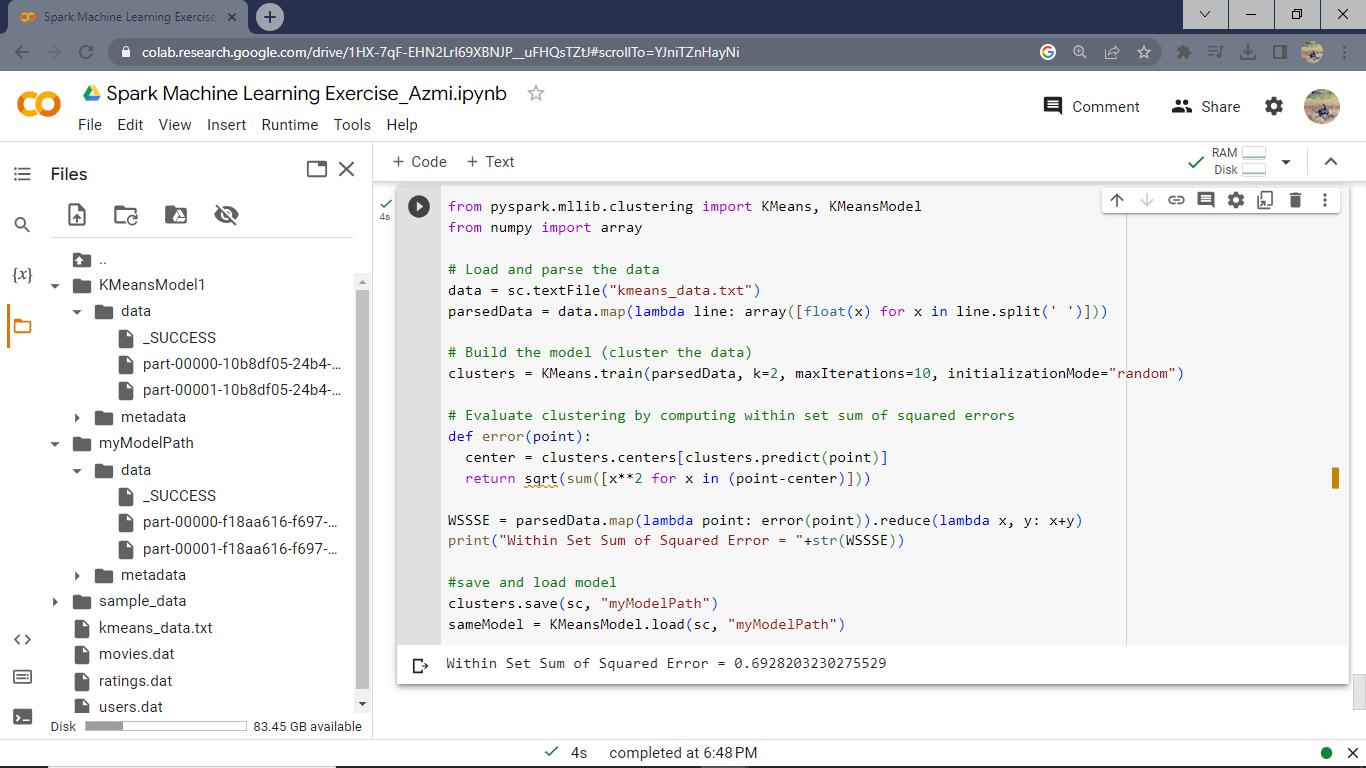 Spark Machine Learning Exercise
colab.research.google.com/drive/1HX-7qF-EHN2LrI69XBNJP__uFHQsTZtJ#scrollTo=YJniTZnHayNi
Spark Machine Learning Exercise_Azmi.ipynb
Comment
Share
File Edit View Insert Runtime Tools Help
Files
+ Code + Text
RAM
Disk
..
KMeansModel1
data
_SUCCESS
part-00000-10b8df05-24b4-...
part-00001-10b8df05-24b4-...
metadata
myModelPath
data
_SUCCESS
part-00000-f18aa616-f697-...
part-00001-f18aa616-f697-...
metadata
sample_data
kmeans_data.txt
movies.dat
ratings.dat
users.dat
Disk
83.45 GB available
{x}
4s
from pyspark.mllib.clustering import KMeans, KMeansModel
from numpy import array
# Load and parse the data
data = sc.textFile("kmeans_data.txt")
parsedData = data.map(lambda line: array([float(x) for x in line.split(' ')]))
# Build the model (cluster the data)
clusters = KMeans.train(parsedData, k=2, maxIterations=10, initializationMode="random")
# Evaluate clustering by computing within set sum of squared errors
def error(point):
center = clusters.centers[clusters.predict(point)]
return sqrt(sum([x**2 for x in (point-center)]))
WSSSE = parsedData.map(lambda point: error(point)).reduce(lambda x, y: x+y)
print("Within Set Sum of Squared Error = "+str(WSSSE))
#save and load model
clusters.save(sc, "myModelPath")
sameModel = KMeansModel.load(sc, "myModelPath")
Within Set Sum of Squared Error = 0.6928203230275529
4s completed at 6:48 PM